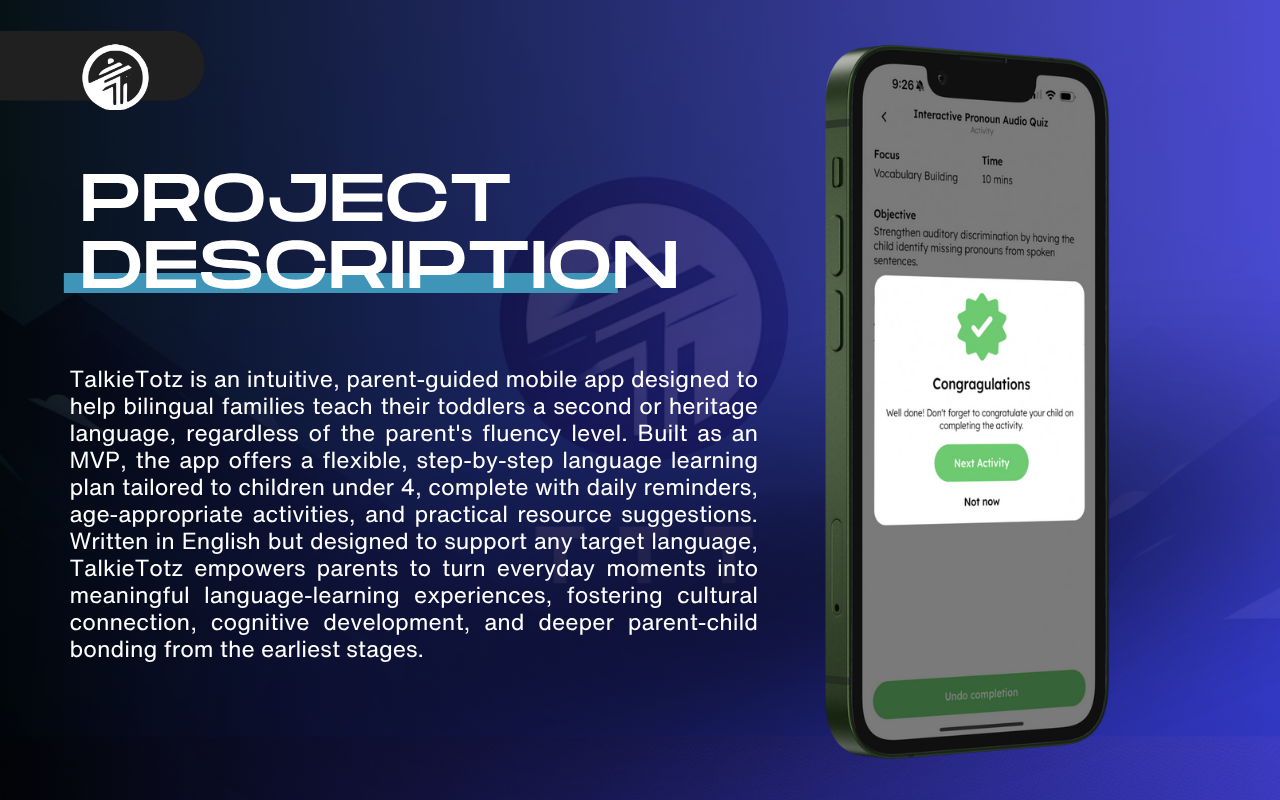 PROJECT
DESCRIPTION
TalkieTotz is an intuitive, parent-guided mobile app designed to
help bilingual families teach their toddlers a second or heritage
language, regardless of the parent's fluency level. Built as an
MVP, the app offers a flexible, step-by-step language learning
plan tailored to children under 4, complete with daily reminders,
age-appropriate activities, and practical resource suggestions.
Written in English but designed to support any target language,
TalkieTotz empowers parents to turn everyday moments into
meaningful language-learning experiences, fostering cultural
connection, cognitive development, and deeper parent-child
bonding from the earliest stages.
9:26
Interactive Pronoun Audio Quiz
Activity
Focus
Time
Vocabulary Building
10 mins
Objective
Strengthen auditory discrimination by having the
child identify missing pronouns from spoken
sentences.
Congragulations
Well done! Don't forget to congratulate your child on
completing the activity.
Next Activity
Not now
Undo completion